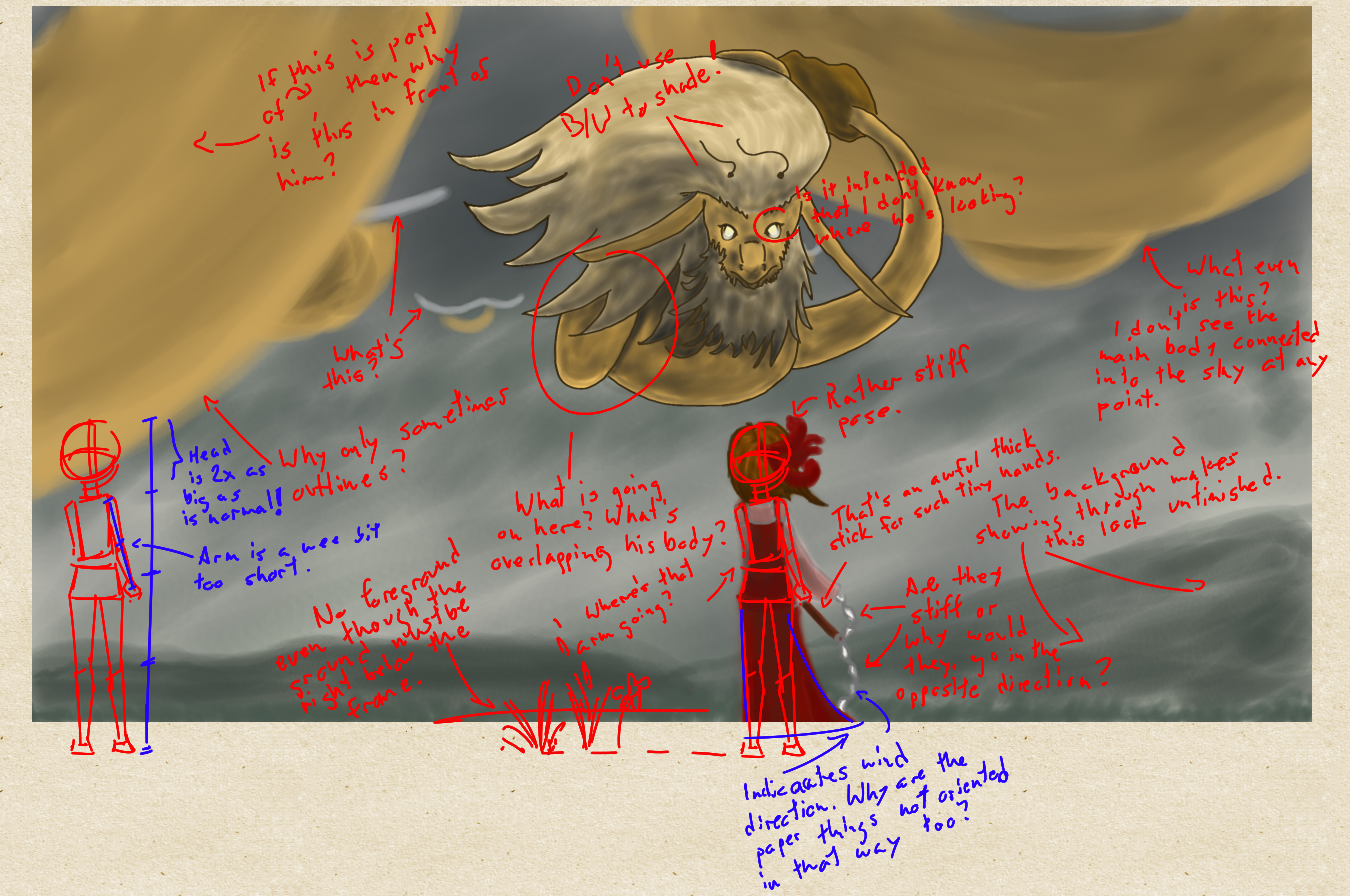 If this is part
of then why
is this in front of
him?
Don't use
B/W to shade!
Is it intended
that I don't know
where he's looking?
What even
is this?
I don't see the
main body connected
into the sky at any
point.
What's
this?
Why only sometimes
outlines?
Rather stiff
pose.
Head
is 2x as
big as
is normal!
Arm is a wee bit
too short.
What is going
on here? What's
overlapping his body?
That's an awful thick
stick for such tiny hands.
The background
showing through makes
this look unfinished.
No foreground
even though the
ground must be
right below the
frame.
Where's that
arm going?
Are they
stiff or
why would
they go in the
opposite direction?
Indicaates wind
direction. Why are the
paper things not oriented
in that way too?